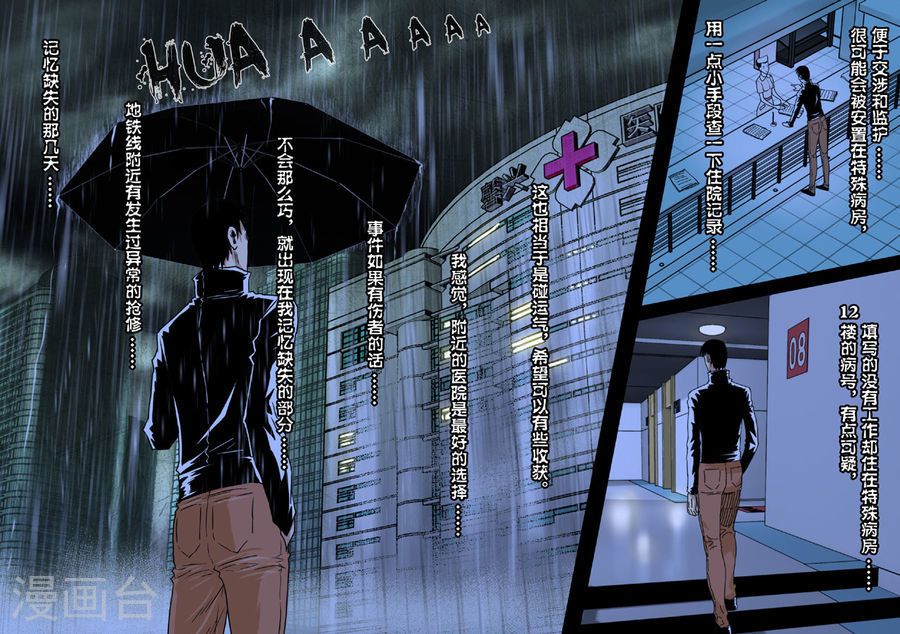 HUA A A A A A
记忆缺失的那几天……
地铁线附近有发生过异常的抢修……
不会那么巧，就出现在我记忆缺失的部分……
事件如果有伤者的话……
我感觉，附近的医院是最好的选择……
这也相当于是碰运气，希望可以有些收获。
医
用一点小手段查一下住院记录……
便于交涉和监护……
很可能会被安置在特殊病房，
12楼的病号，有点可疑，
填写的没有工作却住在特殊病房……
08
漫画台